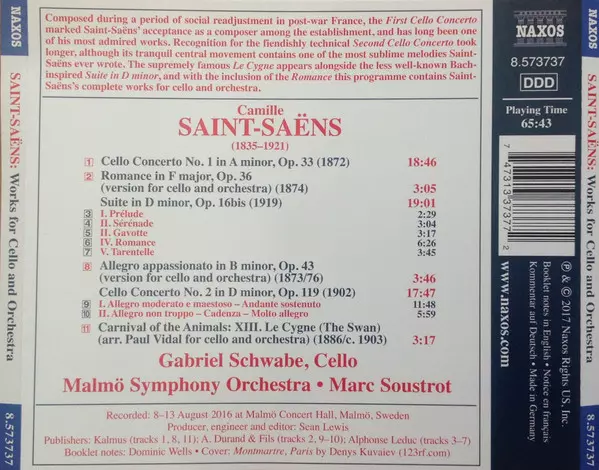 NAXOS
SAINT-SAËNS: Works for Cello and Orchestra
8.573737
Composed during a period of social readjustment in post-war France, the First Cello Concerto
marked Saint-Saëns' acceptance as a composer among the establishment, and has long been one
of his most admired works. Recognition for the fiendishly technical Second Cello Concerto took
longer, although its tranquil central movement contains one of the most sublime melodies Saint-
Saëns ever wrote. The supremely famous Le Cygne appears alongside the less well-known Bach-
inspired Suite in D minor, and with the inclusion of the Romance this programme contains Saint-
Saëns's complete works for cello and orchestra.
Camille
SAINT-SAËNS
(1835–1921)
1 Cello Concerto No. 1 in A minor, Op. 33 (1872) 18:46
2 Romance in F major, Op. 36
(version for cello and orchestra) (1874) 3:05
Suite in D minor, Op. 16bis (1919) 19:01
3 I. Prélude 2:29
4 II. Sérénade 3:04
5 II. Gavotte 3:17
6 IV. Romance 6:26
7 V. Tarentelle 3:45
8 Allegro appassionato in B minor, Op. 43
(version for cello and orchestra) (1873/76) 3:46
Cello Concerto No. 2 in D minor, Op. 119 (1902) 17:47
9 I. Allegro moderato e maestoso – Andante sostenuto 11:48
10 II. Allegro non troppo – Cadenza – Molto allegro 5:59
11 Carnival of the Animals: XIII. Le Cygne (The Swan)
(arr. Paul Vidal for cello and orchestra) (1886/c. 1903) 3:17
Gabriel Schwabe, Cello
Malmö Symphony Orchestra • Marc Soustrot
Recorded: 8–13 August 2016 at Malmö Concert Hall, Malmö, Sweden
Producer, engineer and editor: Sean Lewis
Publishers: Kalmus (tracks 1, 8, 11); A. Durand & Fils (tracks 2, 9–10); Alphonse Leduc (tracks 3–7)
Booklet notes: Dominic Wells • Cover: Montmartre, Paris by Denys Kuvaiev (123rf.com)
NAXOS
8.573737
DDD
Playing Time
65:43
7 47313 37377 2
www.naxos.com
℗ & © 2017 Naxos Rights US, Inc.
Booklet notes in English • Notice en français
Kommentar auf Deutsch • Made in Germany
NAXOS
SAINT-SAËNS: Works for Cello and Orchestra
8.573737